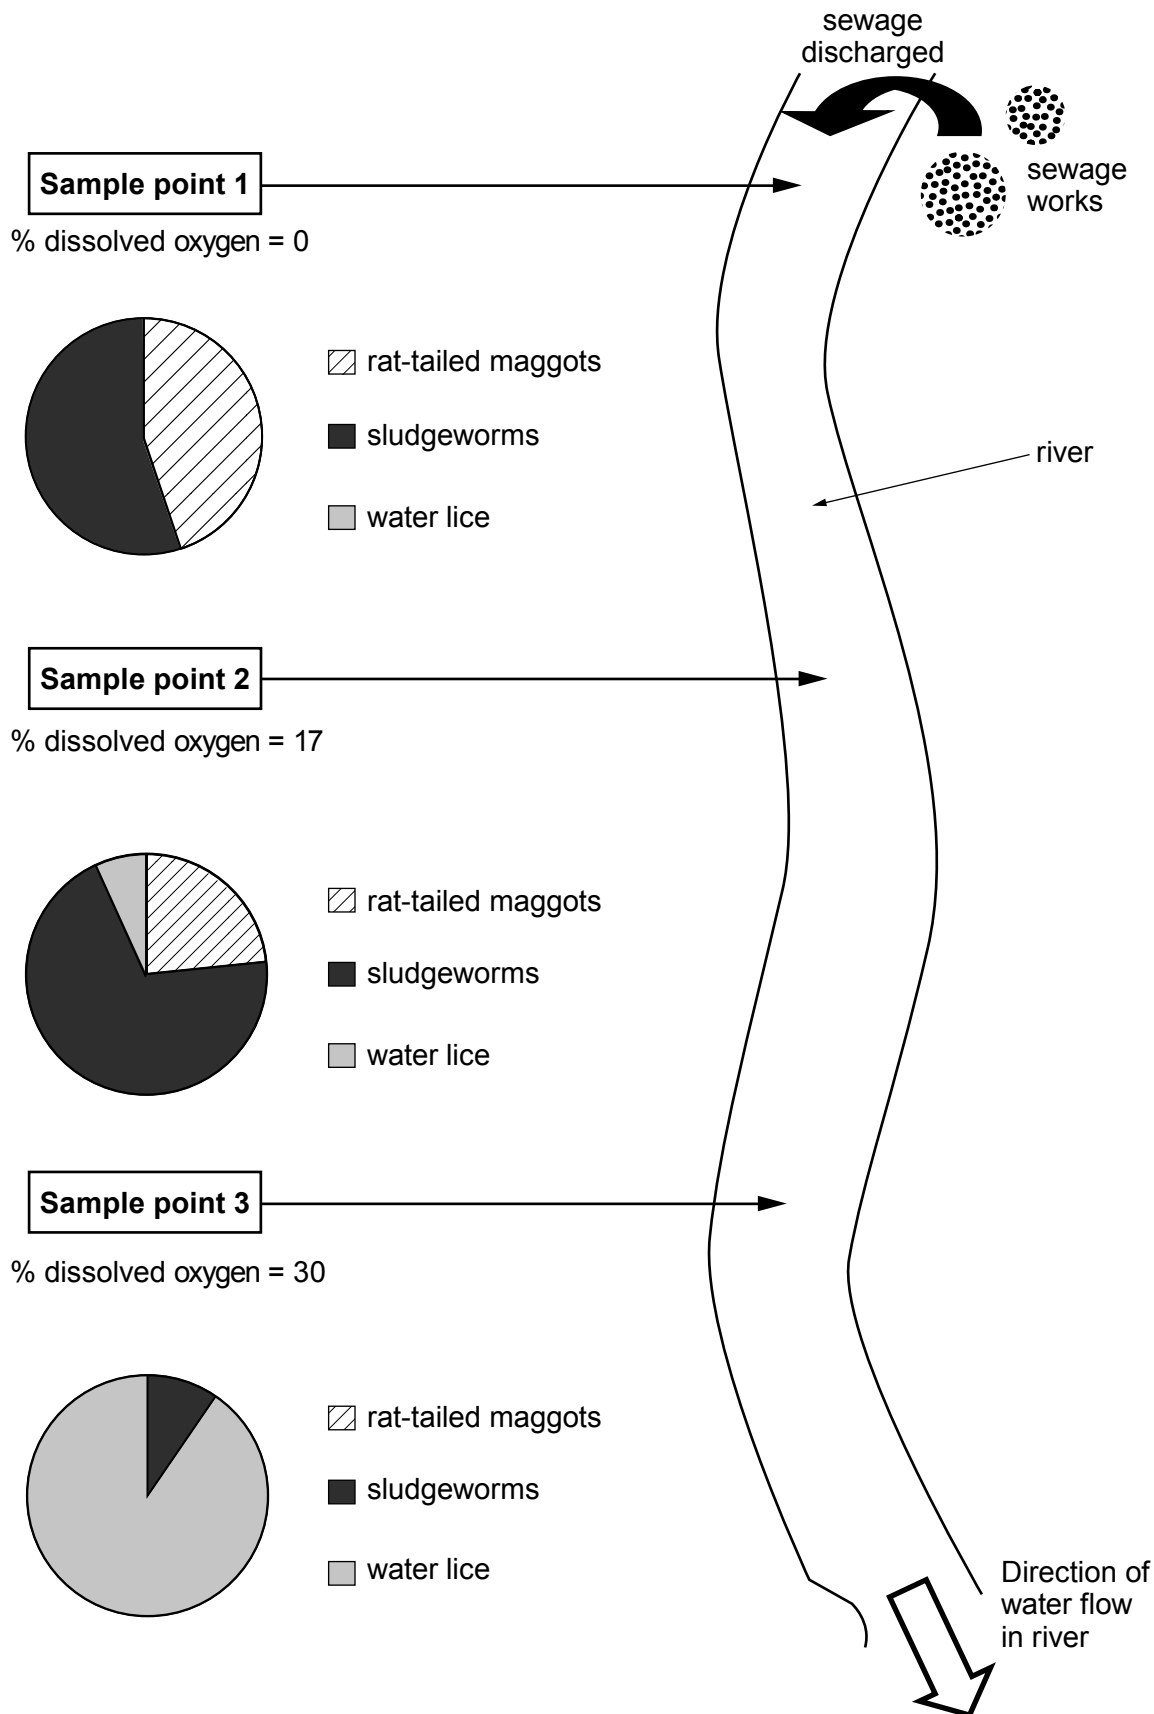 sewage
discharged
sewage
works
Sample point 1
% dissolved oxygen = 0
rat-tailed maggots
sludgeworms
water lice
river
Sample point 2
% dissolved oxygen = 17
rat-tailed maggots
sludgeworms
water lice
Sample point 3
% dissolved oxygen = 30
rat-tailed maggots
sludgeworms
water lice
Direction of
water flow
in river